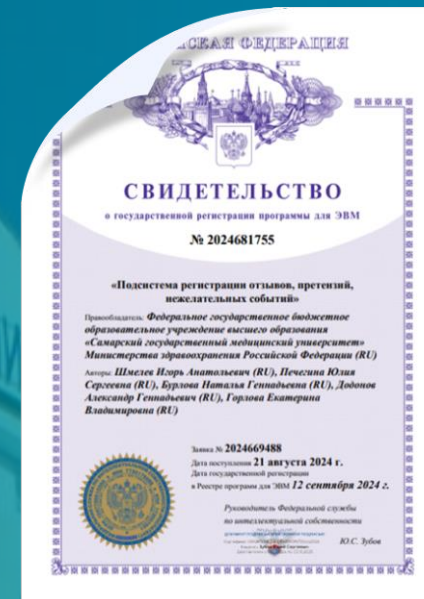 СКАЯ ФЕДЕРАЦИЯ
СВИДЕТЕЛЬСТВО
о государственной регистрации программы для ЭВМ
№ 2024681755
«Подсистема регистрации отзывов, претензий,
нежелательных событий»
Правообладатель: Федеральное государственное бюджетное
образовательное учреждение высшего образования
«Самарский государственный медицинский университет»
Министерства здравоохранения Российской Федерации (RU)
Авторы: Шмелев Игорь Анатольевич (RU), Печегина Юлия
Сергеевна (RU), Бурлова Наталья Геннадьевна (RU), Додонов
Александр Геннадьевич (RU), Горлова Екатерина
Владимировна (RU)
Заявка № 2024669488
Дата поступления 21 августа 2024 г.
Дата государственной регистрации
в Реестре программ для ЭВМ 12 сентября 2024 г.
Руководитель Федеральной службы
по интеллектуальной собственности
Ю.С. Зубов